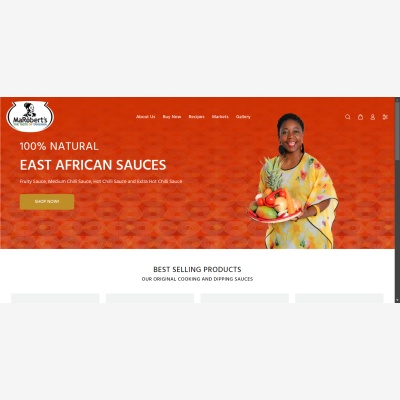 MaRobert's
About Us Buy Now Recipes Markets Gallery
100% NATURAL
EAST AFRICAN SAUCES
Fruity Sauce, Medium Chilli Sauce, Hot Chilli Sauce and Extra Hot Chilli Sauce
SHOP NOW!
BEST SELLING PRODUCTS
OUR ORIGINAL COOKING AND DIPPING SAUCES